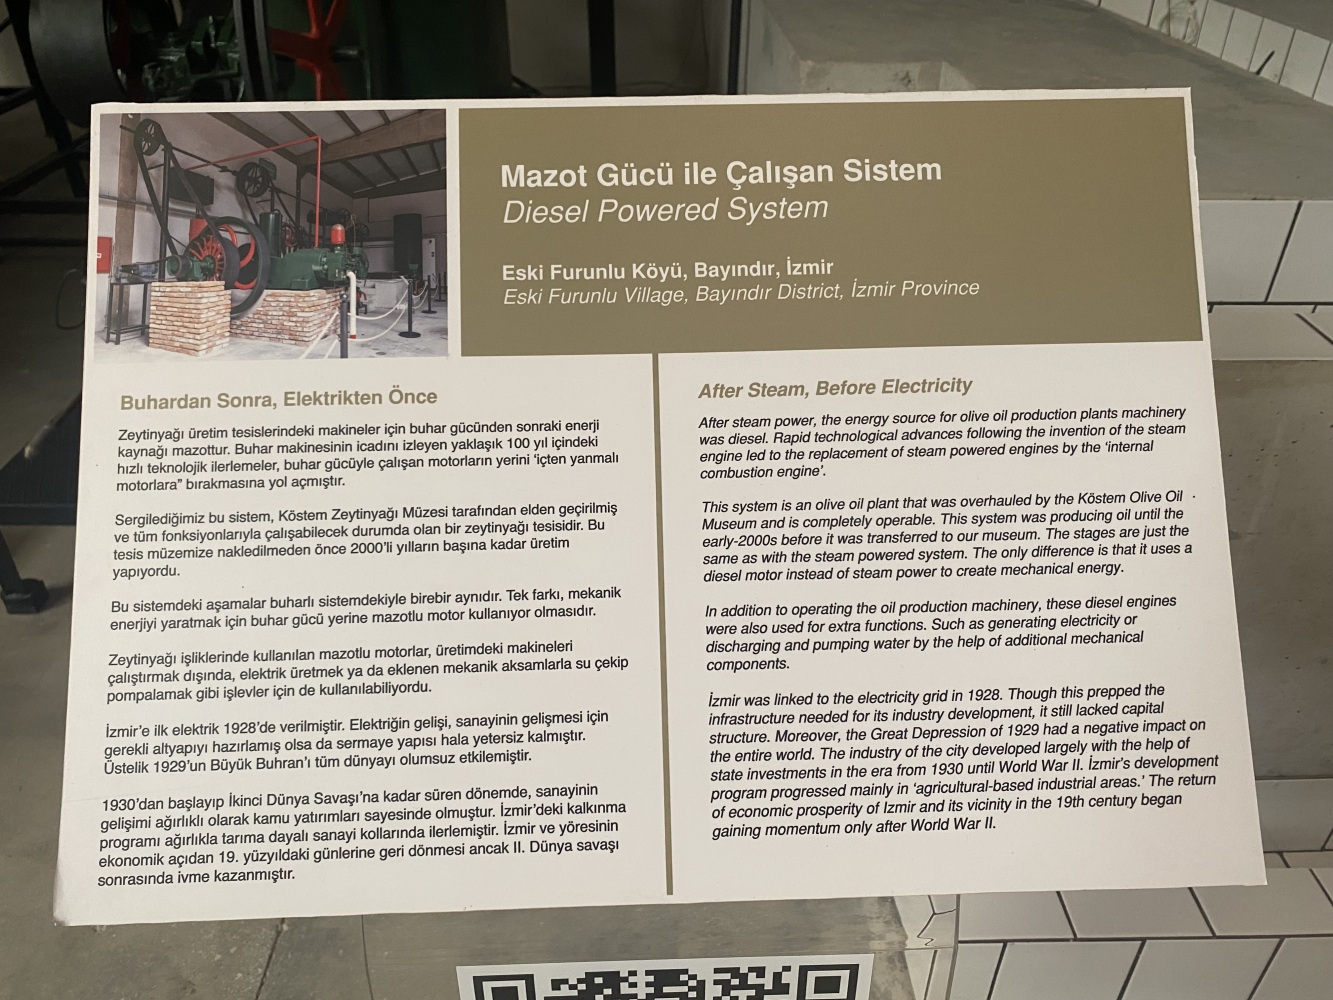 Mazot Gücü ile Çalışan Sistem
Diesel Powered System
Eski Furunlu Köyü, Bayındır, İzmir
Eski Furunlu Village, Bayındır District, İzmir Province
Buhardan Sonra, Elektrikten Önce
Zeytinyağı üretim tesislerindeki makineler için buhar gücünden sonraki enerji
kaynağı mazottur. Buhar makinesinin icadını izleyen yaklaşık 100 yıl içindeki
hızlı teknolojik ilerlemeler, buhar gücüyle çalışan motorların yerini ‘içten yanmalı
motorlara” bırakmasına yol açmıştır.
Sergilediğimiz bu sistem, Köstem Zeytinyağı Müzesi tarafından elden geçirilmiş
ve tüm fonksiyonlarıyla çalışabilecek durumda olan bir zeytinyağı tesisidir. Bu
tesis müzemize nakledilmeden önce 2000’li yılların başına kadar üretim
yapıyordu.
Bu sistemdeki aşamalar buharlı sistemdekiyle birebir aynıdır. Tek farkı, mekanik
enerjiyi yaratmak için buhar gücü yerine mazotlu motor kullanıyor olmasıdır.
Zeytinyağı işliklerinde kullanılan mazotlu motorlar, üretimdeki makineleri
çalıştırmak dışında, elektrik üretmek ya da eklenen mekanik aksamlarla su çekip
pompalamak gibi işlevler için de kullanılabiliyordu.
İzmir’e ilk elektrik 1928’de verilmiştir. Elektriğin gelişi, sanayinin gelişmesi için
gerekli altyapıyı hazırlamış olsa da sermaye yapısı hala yetersiz kalmıştır.
Üstelik 1929’un Büyük Buhran’ı tüm dünyayı olumsuz etkilemiştir.
1930’dan başlayıp İkinci Dünya Savaşı’na kadar süren dönemde, sanayinin
gelişimi ağırlıklı olarak kamu yatırımları sayesinde olmuştur. İzmir’deki kalkınma
programı ağırlıkla tarıma dayalı sanayi kollarında ilerlemiştir. İzmir ve yöresinin
ekonomik açıdan 19. yüzyıldaki günlerine geri dönmesi ancak II. Dünya savaşı
sonrasında ivme kazanmıştır.
After Steam, Before Electricity
After steam power, the energy source for olive oil production plants machinery
was diesel. Rapid technological advances following the invention of the steam
engine led to the replacement of steam powered engines by the ‘internal
combustion engine’.
This system is an olive oil plant that was overhauled by the Köstem Olive Oil
Museum and is completely operable. This system was producing oil until the
early-2000s before it was transferred to our museum. The stages are just the
same as with the steam powered system. The only difference is that it uses a
diesel motor instead of steam power to create mechanical energy.
In addition to operating the oil production machinery, these diesel engines
were also used for extra functions. Such as generating electricity or
discharging and pumping water by the help of additional mechanical
components.
İzmir was linked to the electricity grid in 1928. Though this prepped the
infrastructure needed for its industry development, it still lacked capital
structure. Moreover, the Great Depression of 1929 had a negative impact on
the entire world. The industry of the city developed largely with the help of
state investments in the era from 1930 until World War II. İzmir’s development
program progressed mainly in ‘agricultural-based industrial areas.’ The return
of economic prosperity of Izmir and its vicinity in the 19th century began
gaining momentum only after World War II.